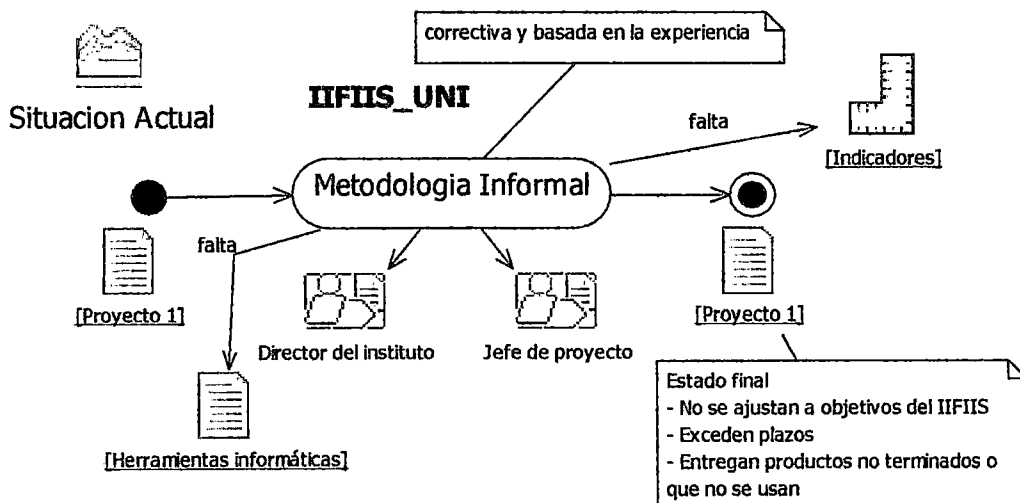 correctiva y basada en la experiencia
IIFIIS_UNI
Situacion Actual
falta
[Indicadores]
Metodologia Informal
falta
[Proyecto 1]
[Proyecto 1]
Director del instituto
Jefe de proyecto
[Herramientas informáticas]
Estado final
- No se ajustan a objetivos del IIFIIS
- Exceden plazos
- Entregan productos no terminados o
que no se usan